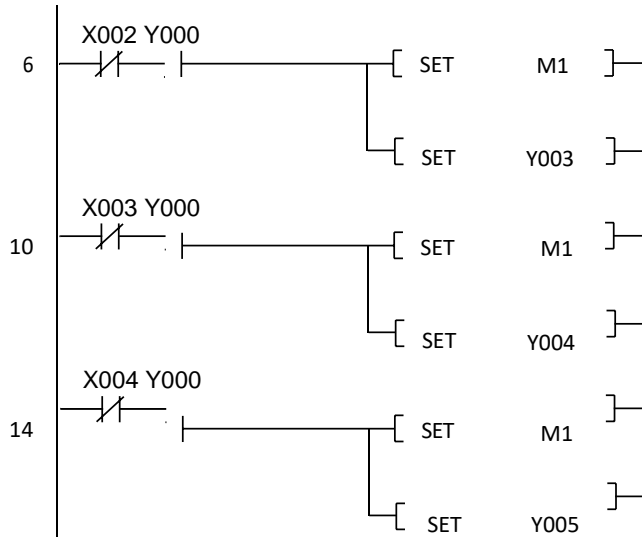 X002 Y000
6 SET M1
SET Y003
X003 Y000
10 SET M1
SET Y004
X004 Y000
14 SET M1
SET Y005